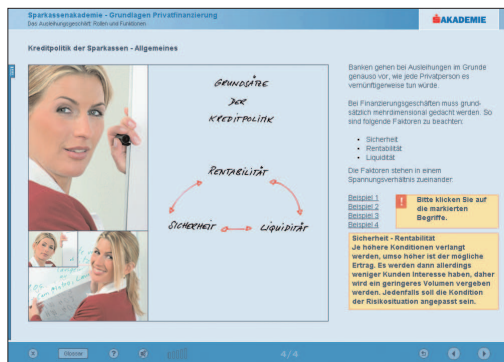 Sparkassenakademie - Grundlagen Privatfinanzierung
Das Ausleihungsgeschäft: Rollen und Funktionen
AKADEMIE
Kreditpolitik der Sparkassen - Allgemeines
GRUNDSÄTZE
DER
KREDITPOLITIK
RENTABILITÄT
SICHERHEIT
LIQUIDITÄT
Banken gehen bei Ausleihungen im Grunde
genauso vor, wie jede Privatperson es
vernünftigerweise tun würde.
Bei Finanzierungsgeschäften muss grund-
sätzlich mehrdimensional gedacht werden. So
sind folgende Faktoren zu beachten:
• Sicherheit
• Rentabilität
• Liquidität
Die Faktoren stehen in einem
Spannungsverhältnis zueinander.
Beispiel 1
Beispiel 2
Beispiel 3
Beispiel 4
! Bitte klicken Sie auf
die markierten
Begriffe.
Sicherheit - Rentabilität
Je höhere Konditionen verlangt
werden, umso höher ist der mögliche
Ertrag. Es werden dann allerdings
weniger Kunden Interesse haben, daher
wird ein geringeres Volumen vergeben
werden. Jedenfalls soll die Kondition
der Risikosituation angepasst sein.
Glossar
?
4/4